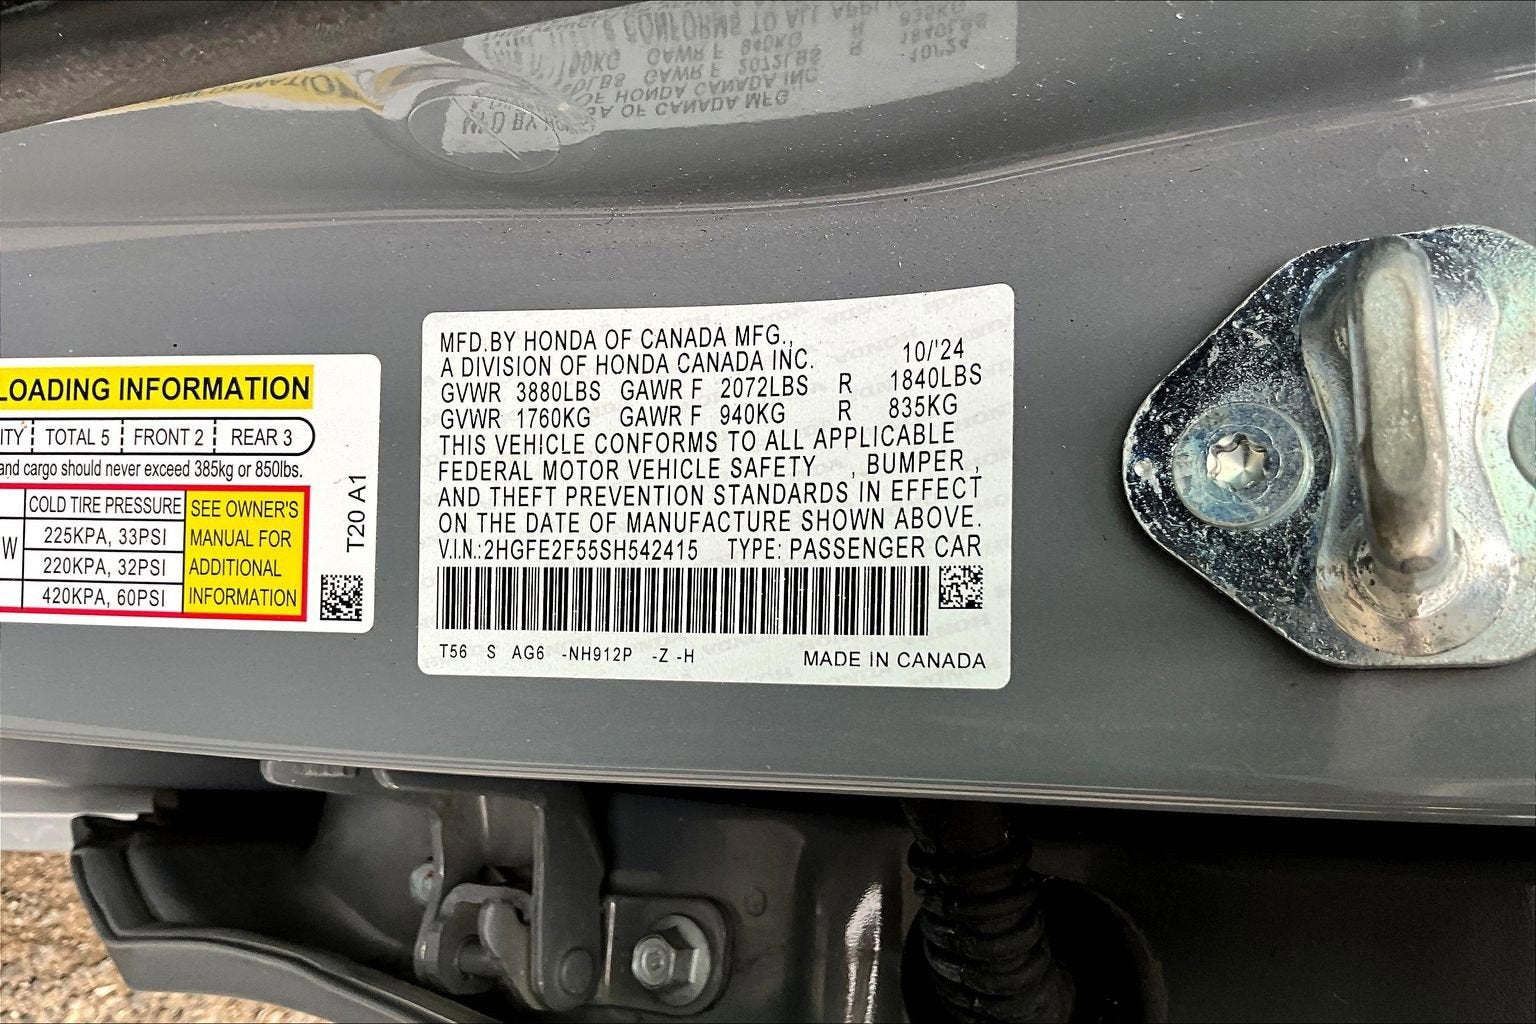 LOADING INFORMATION
ITY TOTAL 5 FRONT 2 REAR 3
and cargo should never exceed 385kg or 850lbs.
COLD TIRE PRESSURE
225KPA, 33PSI
W
220KPA, 32PSI
420KPA, 60PSI
SEE OWNER'S
MANUAL FOR
ADDITIONAL
INFORMATION
T20 A1
MFD.BY HONDA OF CANADA MFG.,
A DIVISION OF HONDA CANADA INC. 10/'24
GVWR 3880LBS GAWR F 2072LBS R 1840LBS
GVWR 1760KG GAWR F 940KG R 835KG
THIS VEHICLE CONFORMS TO ALL APPLICABLE
FEDERAL MOTOR VEHICLE SAFETY , BUMPER ,
AND THEFT PREVENTION STANDARDS IN EFFECT
ON THE DATE OF MANUFACTURE SHOWN ABOVE.
V.I.N.:2HGFE2F55SH542415 TYPE: PASSENGER CAR
T56 S AG6 -NH912P -Z -H MADE IN CANADA